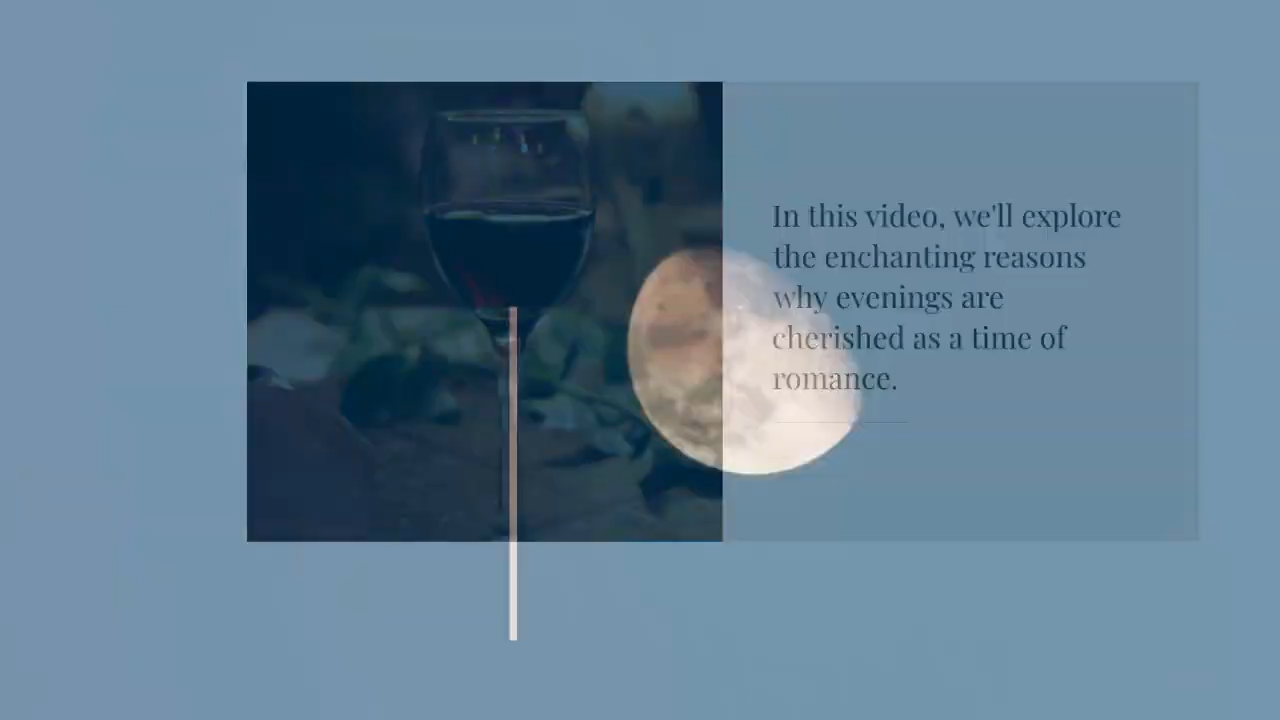 In this video, we'll explore
the enchanting reasons
why evenings are
cherished as a time of
romance.